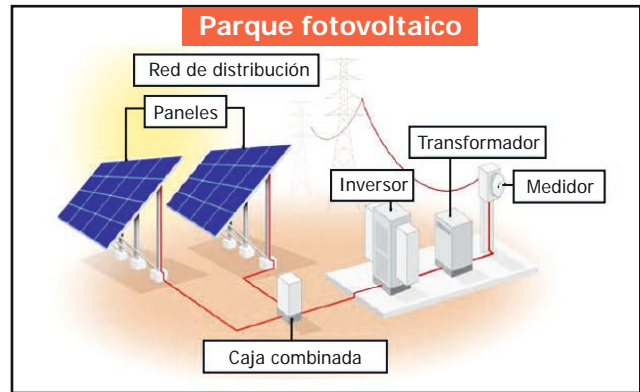 Parque fotovoltaico
Red de distribución
Paneles
Transformador
Inversor
Medidor
Caja combinada